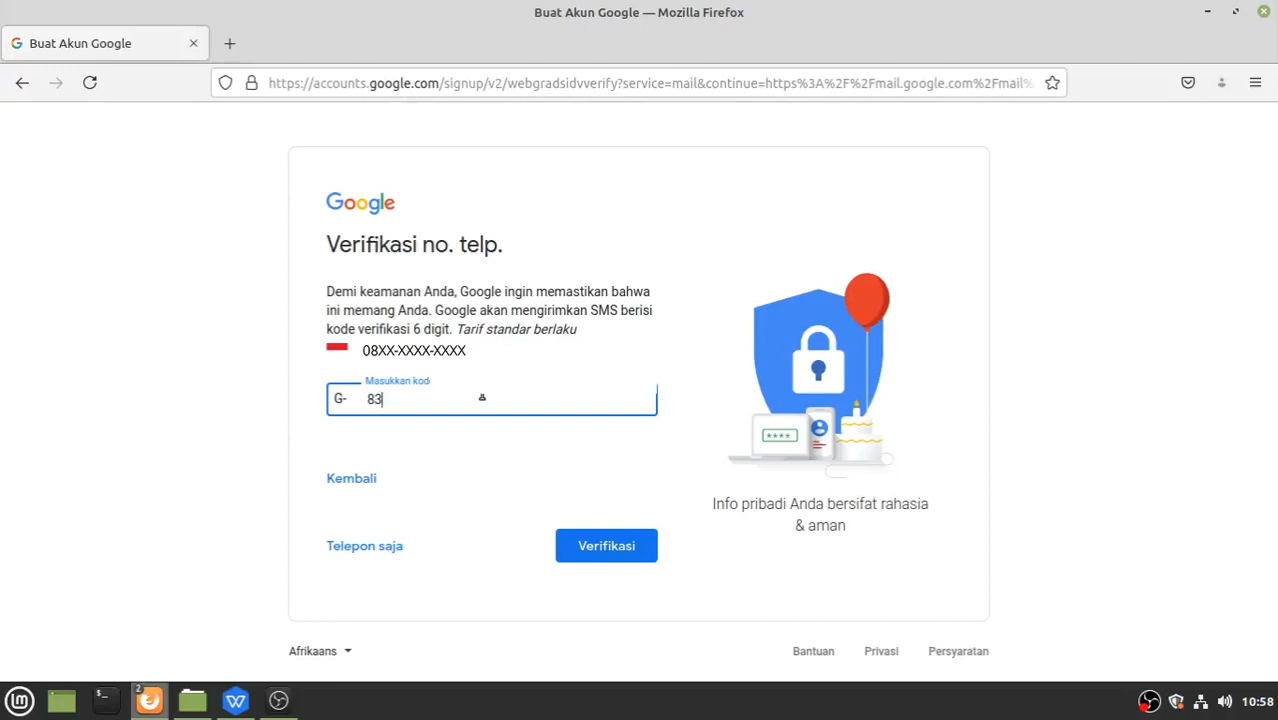 Buat Akun Google — Mozilla Firefox
Buat Akun Google
https://accounts.google.com/signup/v2/webgradsidvverify?service=mail&continue=https%3A%2F%2Fmail.google.com%2Fmail%
Google
Verifikasi no. telp.
Demi keamanan Anda, Google ingin memastikan bahwa
ini memang Anda. Google akan mengirimkan SMS berisi
kode verifikasi 6 digit. Tarif standar berlaku
08XX-XXXX-XXXX
Masukkan kod
G- 83
****
Kembali
Info pribadi Anda bersifat rahasia
& aman
Telepon saja
Verifikasi
Afrikaans
Bantuan
Privasi
Persyaratan
2
10:58